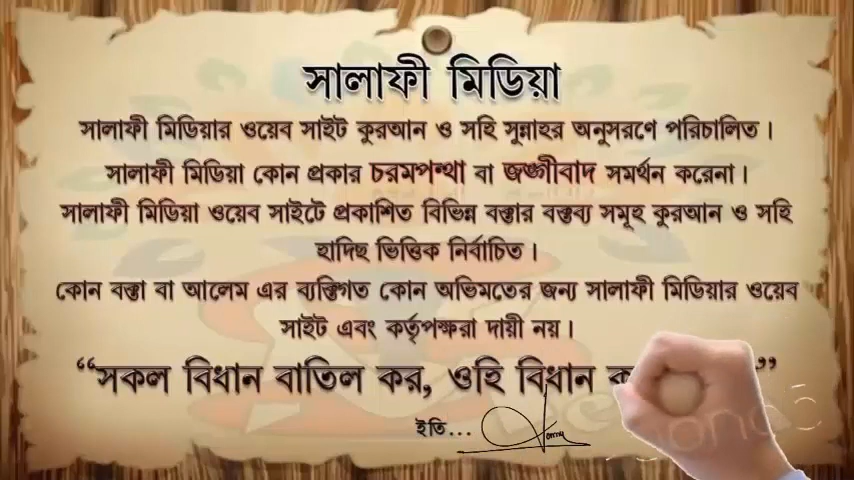 সালাফী মিডিয়া
সালাফী মিডিয়ার ওয়েব সাইট কুরআন ও সহি সুন্নাহর অনুসরণে পরিচালিত।
সালাফী মিডিয়া কোন প্রকার চরমপন্থা বা জঙ্গীবাদ সমর্থন করেনা।
সালাফী মিডিয়া ওয়েব সাইটে প্রকাশিত বিভিন্ন বক্তার বক্তব্য সমূহ কুরআন ও সহি
হাদিছ ভিত্তিক নির্বাচিত।
কোন বক্তা বা আলেম এর ব্যক্তিগত কোন অভিমতের জন্য সালাফী মিডিয়ার ওয়েব
সাইট এবং কর্তৃপক্ষরা দায়ী নয়।
“সকল বিধান বাতিল কর, ওহি বিধান ”
ইতি...